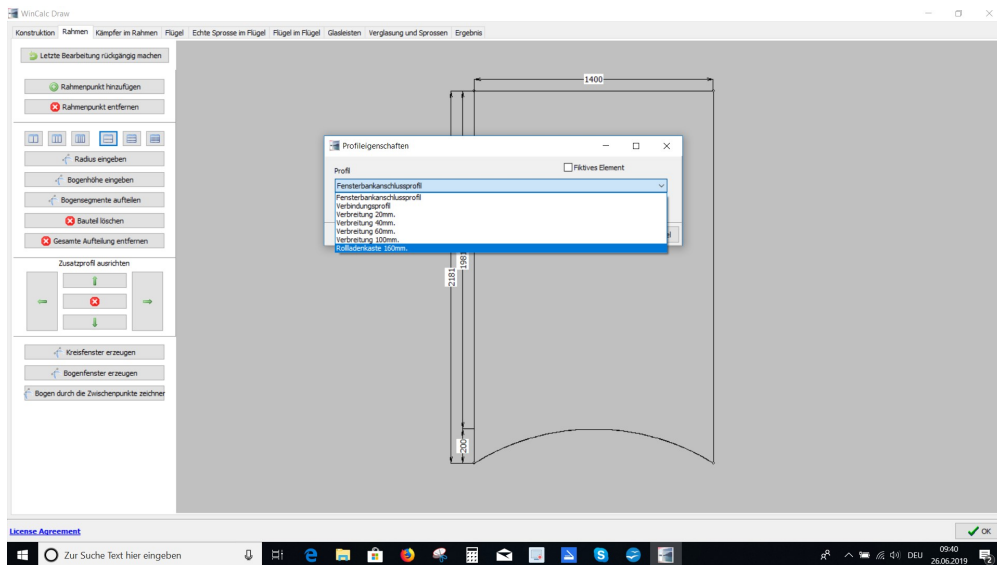 WinCalc Draw
Konstruktion Rahmen Kämpfer im Rahmen Flügel Echte Sprosse im Flügel Flügel im Flügel Glasleisten Verglasung und Sprossen Ergebnis
Letzte Bearbeitung rückgängig machen
Rahmenpunkt hinzufügen
Rahmenpunkt entfernen
Radius eingeben
Bogenhöhe eingeben
Bogensegmente aufteilen
Bauteil löschen
Gesamte Aufteilung entfernen
Zusatzprofil ausrichten
Kreisfenster erzeugen
Bogenfenster erzeugen
Bogen durch die Zwischenpunkte zeichner
1400
Profileigenschaften
Profil
Fiktives Element
Fensterbankanschlussprofil
Fensterbankanschlussprofil
Verbindungsprofil
Verbreitung 20mm.
Verbreitung 40mm.
Verbreitung 60mm.
Verbreitung 100mm.
Rollladenkaste 160mm.
2181
1981
200
License Agreement
OK
Zur Suche Text hier eingeben
DEU
09:40
26.06.2019